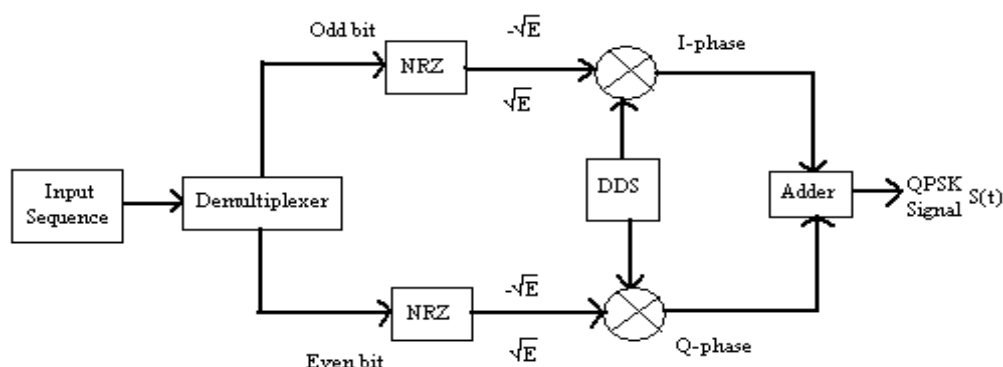 Odd bit
NRZ
-√E
√E
I-phase
Input
Sequence
Demultiplexer
DDS
Adder
QPSK
Signal
S(t)
NRZ
-√E
√E
Even bit
Q-phase